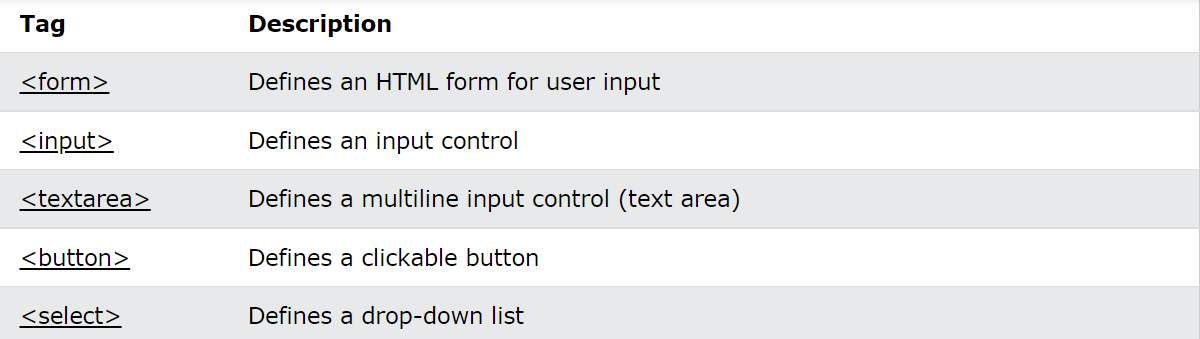 Tag Description
<form> Defines an HTML form for user input
<input> Defines an input control
<textarea> Defines a multiline input control (text area)
<button> Defines a clickable button
<select> Defines a drop-down list